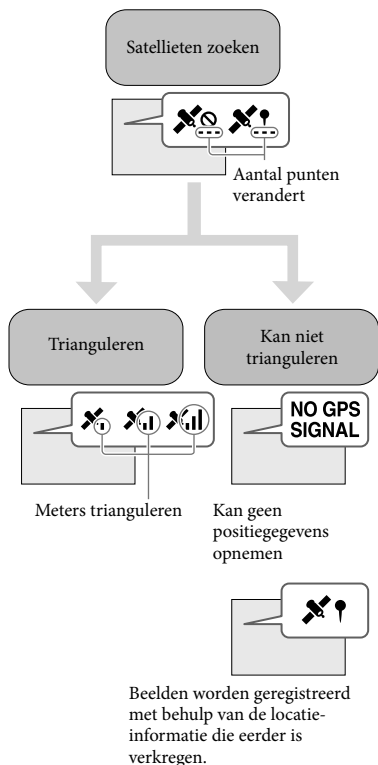 Satellieten zoeken
Aantal punten
verandert
Trianguleren
Kan niet
trianguleren
NO GPS
SIGNAL
Meters trianguleren
Kan geen
positiegegevens
opnemen
Beelden worden geregistreerd
met behulp van de locatie-
informatie die eerder is
verkregen.